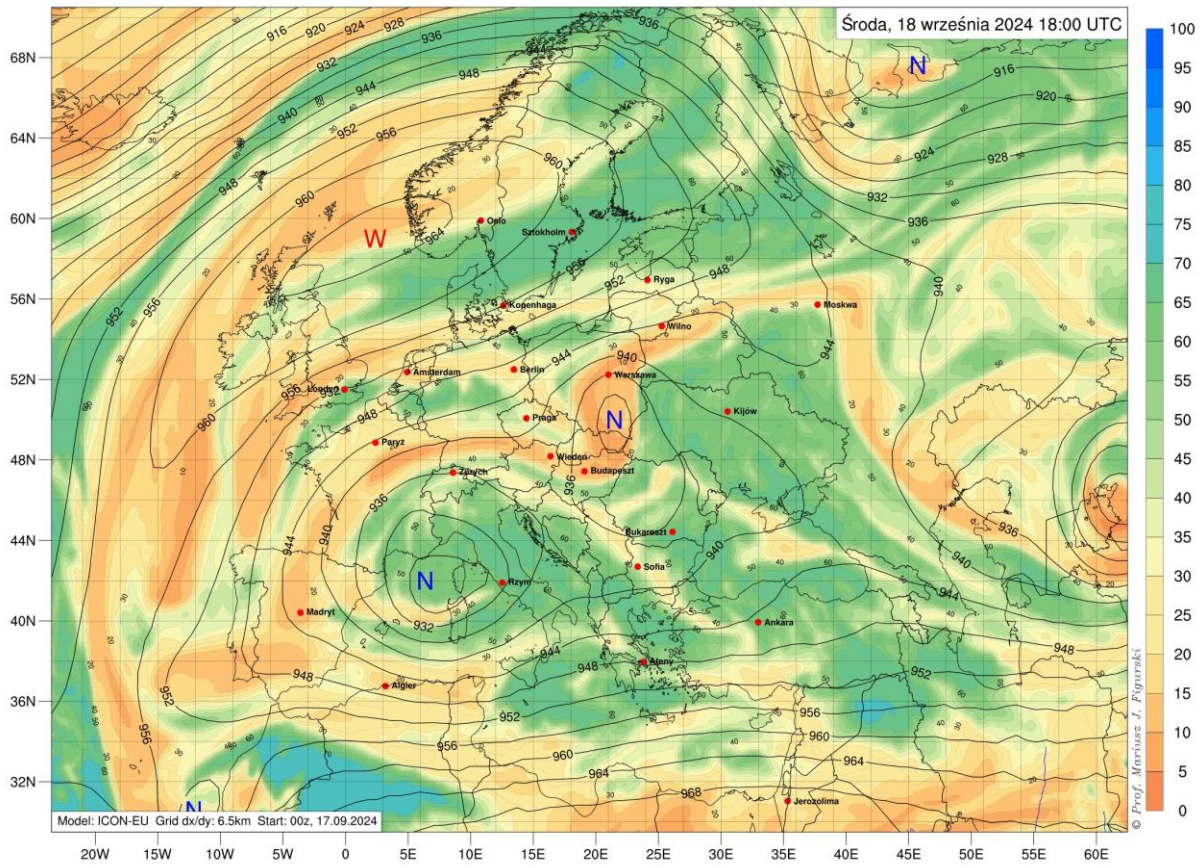 Środa, 18 września 2024 18:00 UTC
916
924
928
932
936
940
944
948
952
956
960
964
968
N
W
N
N
N
N
Oslo
Sztokholm
Ryga
Kopenhaga
Moskwa
Wilno
Amsterdam
Berlin
Warszawa
Londyn
Praga
Kijów
Paryż
Wiedeń
Zurych
Budapeszt
Bukareszt
Sofia
Rzym
Madryt
Ankara
Ateny
Algier
Jerozolima
68N
64N
60N
56N
52N
48N
44N
40N
36N
32N
Model: ICON-EU Grid dx/dy: 6.5km Start: 00z, 17.09.2024
20W 15W 10W 5W 0 5E 10E 15E 20E 25E 30E 35E 40E 45E 50E 55E 60E
100
95
90
85
80
75
70
65
60
55
50
45
40
35
30
25
20
15
10
5
0
© Prof. Mariusz J. Figurski